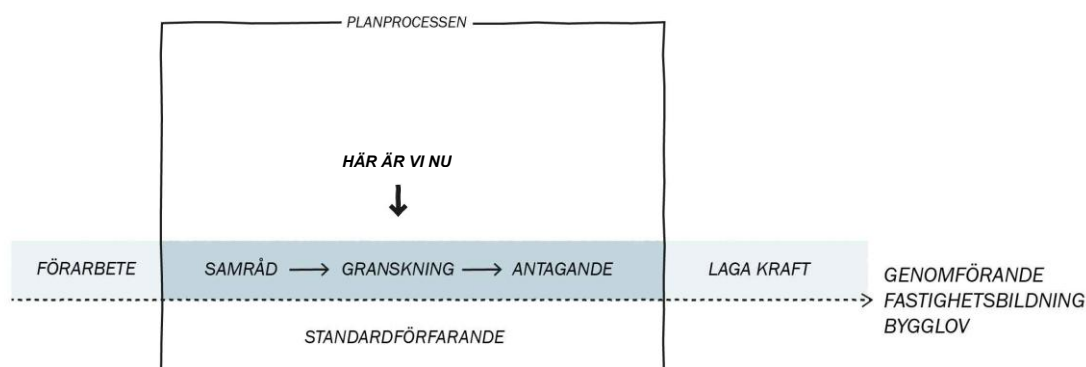 PLANPROCESSEN
HÄR ÄR VI NU
FÖRARBETE
SAMRÅD
GRANSKNING
ANTAGANDE
LAGA KRAFT
GENOMFÖRANDE
FASTIGHETSBILDNING
BYGGLOV
STANDARDFÖRFARANDE